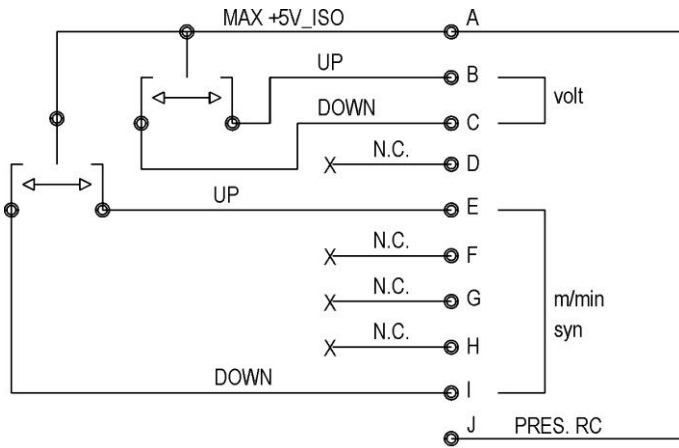 MAX +5V_ISO A
UP B
volt
DOWN C
N.C. D
X
UP E
N.C. F
X
N.C. G
X
m/min
syn
N.C. H
X
DOWN I
J PRES. RC